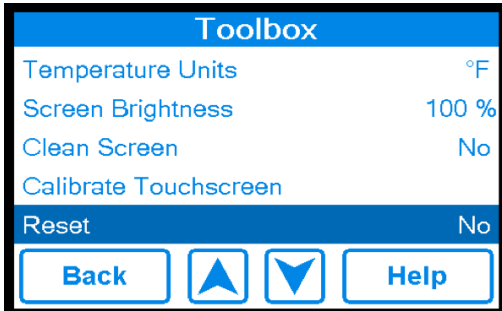 Toolbox
Temperature Units °F
Screen Brightness 100 %
Clean Screen No
Calibrate Touchscreen
Reset No
Back Help